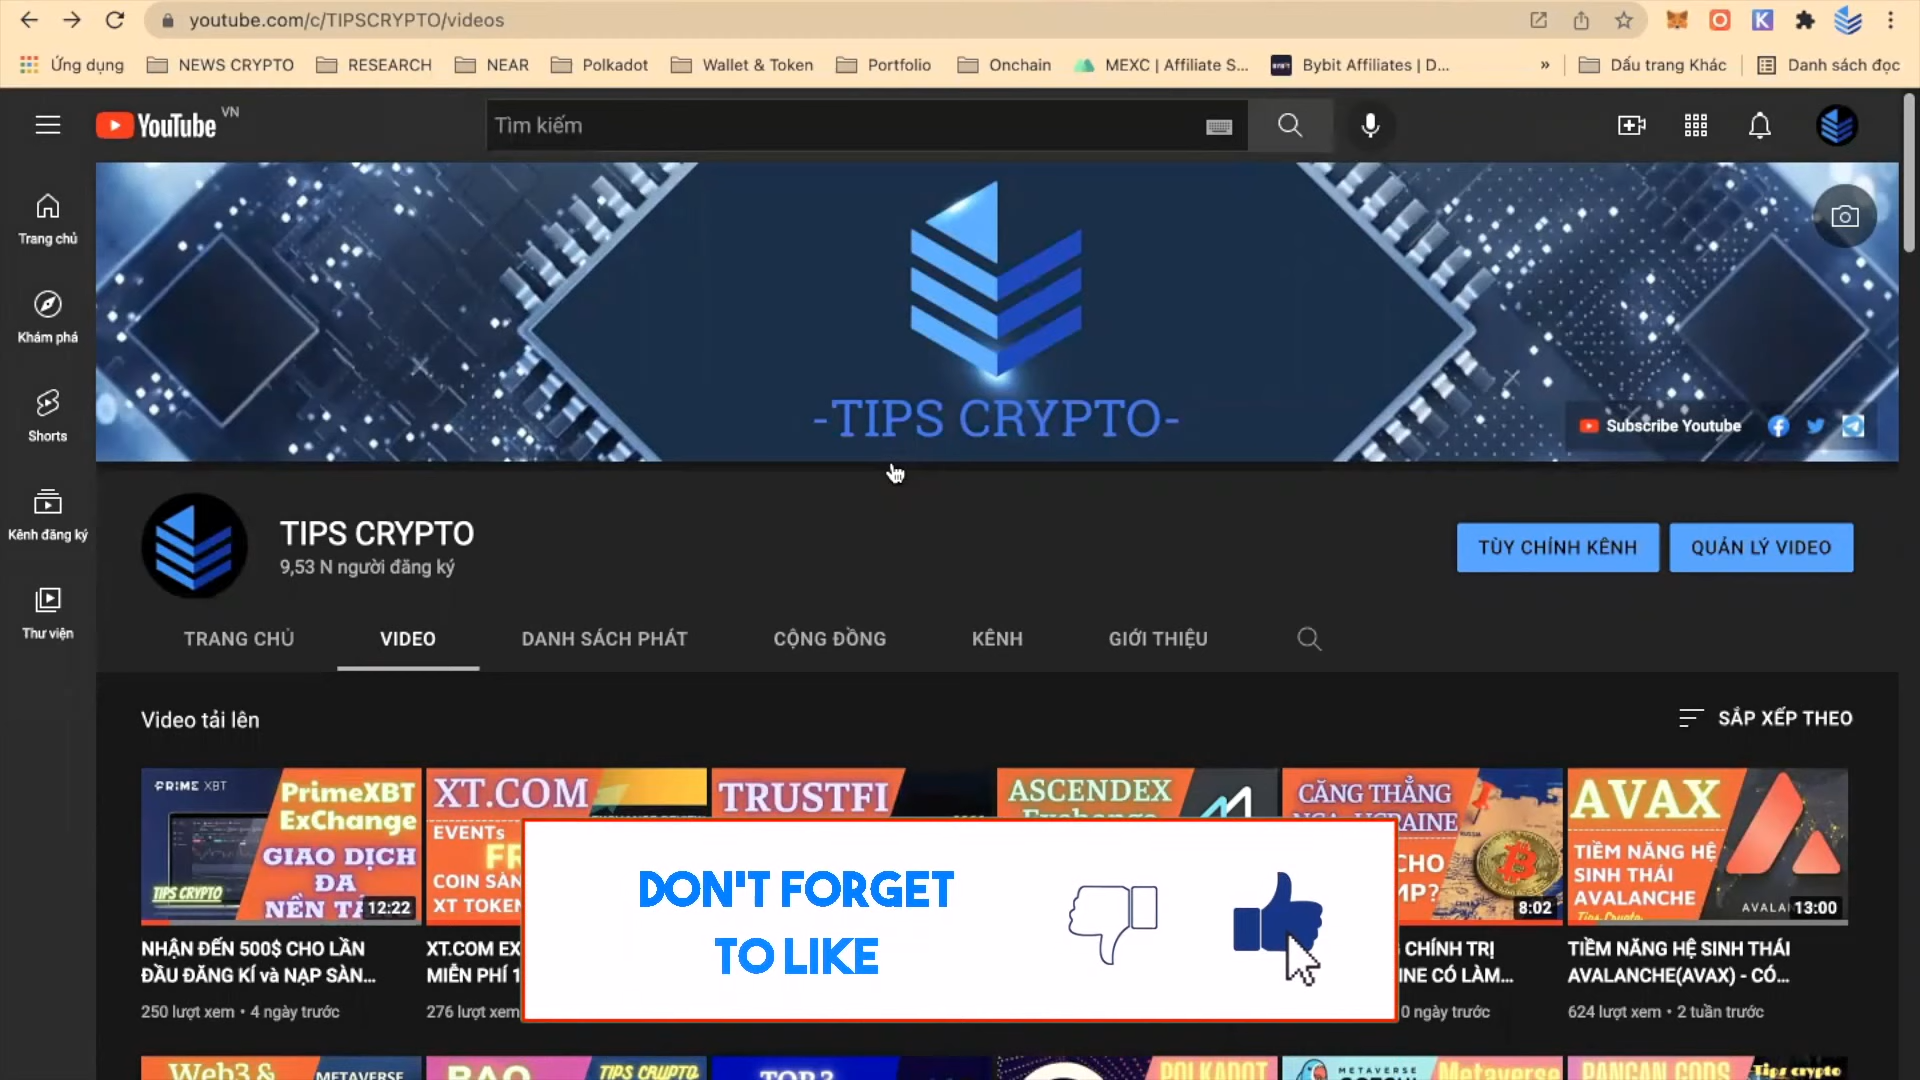 youtube.com/c/TIPSCRYPTO/videos
Ứng dụng NEWS CRYPTO RESEARCH NEAR Polkadot Wallet & Token Portfolio Onchain MEXC | Affiliate S... Bybit Affiliates | D... » Dấu trang Khác Danh sách đọc
YouTube VN
Tìm kiếm
Trang chủ
Khám phá
Shorts
Kênh đăng ký
Thư viện
-TIPS CRYPTO-
Subscribe Youtube
TIPS CRYPTO
9,53 N người đăng ký
TÙY CHỈNH KÊNH
QUẢN LÝ VIDEO
TRANG CHỦ VIDEO DANH SÁCH PHÁT CỘNG ĐỒNG KÊNH GIỚI THIỆU
Video tải lên
SẮP XẾP THEO
PRIME XBT
PrimeXBT
ExChange
GIAO DỊCH
ĐA
NỀN
TIPS CRYPTO
12:22
NHẬN ĐẾN 500$ CHO LẦN
ĐẦU ĐĂNG KÍ và NẠP SÀN...
250 lượt xem • 4 ngày trước
XT.COM
EVENTs
COIN SÀN
XT TOKEN
XT.COM EX
MIỄN PHÍ 1
276 lượt xem
TRUSTFI
ASCENDEX
CĂNG THẲNG
CHO
8:02
CHÍNH TRỊ
INE CÓ LÀM...
0 ngày trước
AVAX
TIỀM NĂNG HỆ
SINH THÁI
AVALANCHE
Tips Crypto
13:00
TIỀM NĂNG HỆ SINH THÁI
AVALANCHE(AVAX) - CÓ...
624 lượt xem • 2 tuần trước
DON'T FORGET
TO LIKE
Web3 &
METAVERSE
TIPS CRYPTO
TOP 3
POLKADOT
METAVERSE
Metaverse
PANGAN GODS
Tips crypto